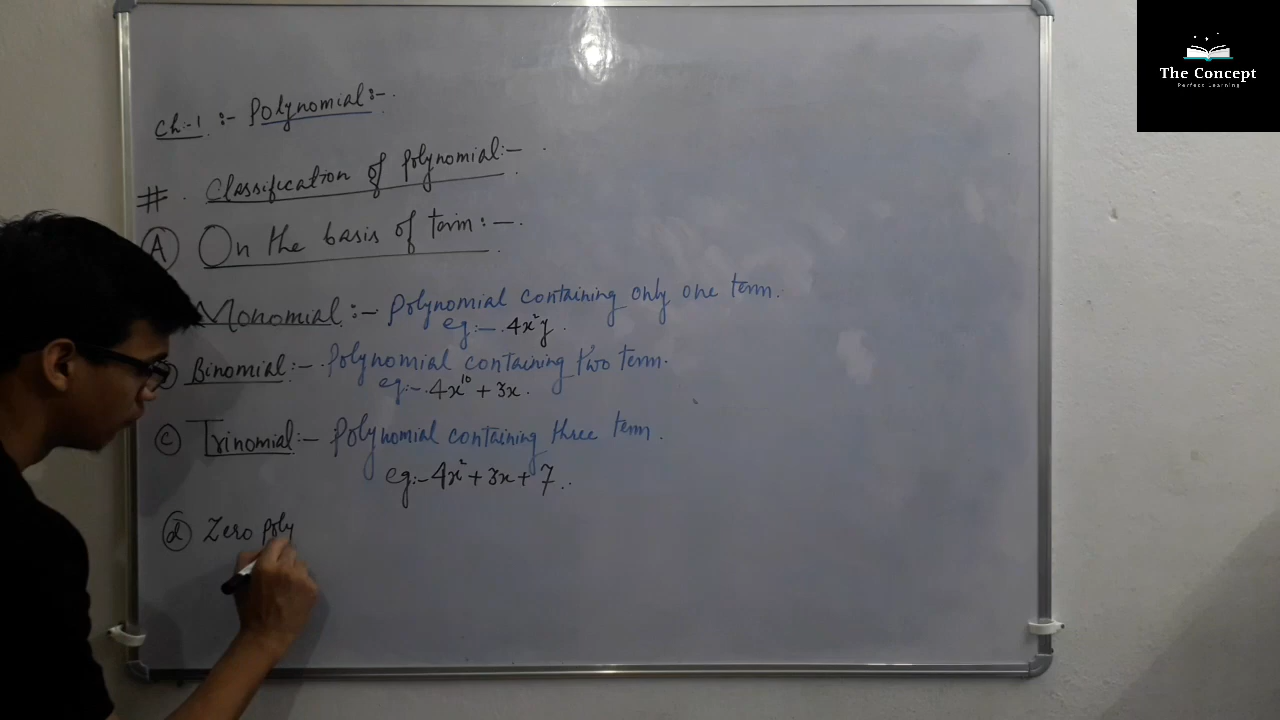 The Concept
Perfect Learning
Ch:-1 :- Polynomial:-
# Classification of Polynomial:-
(A) On the basis of term:-
Monomial:- Polynomial containing only one term.
eg:- 4x²y.
Binomial:- Polynomial containing two term.
eg:- 4x¹⁰ + 3x.
(c) Trinomial:- Polynomial containing three term.
eg:- 4x² + 3x + 7.
(d) Zero poly